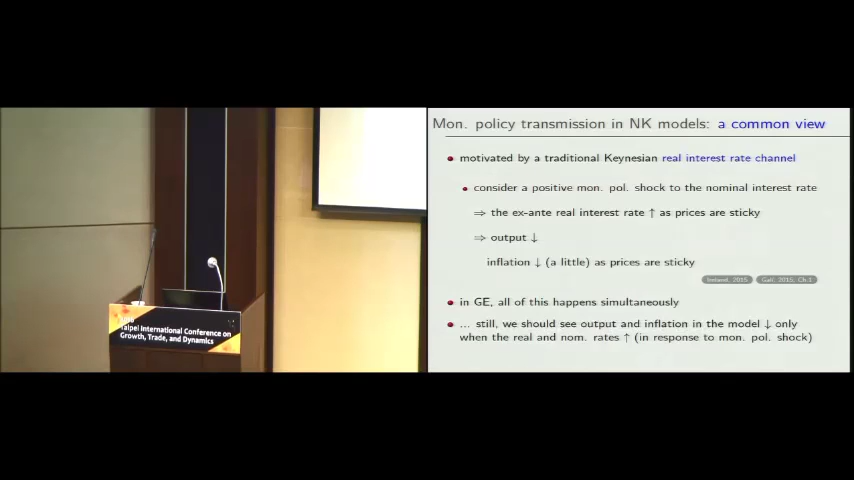 Taipei International Conference on
Growth, Trade, and Dynamics
Mon. policy transmission in NK models: a common view
motivated by a traditional Keynesian real interest rate channel
consider a positive mon. pol. shock to the nominal interest rate
⇒ the ex-ante real interest rate ↑ as prices are sticky
⇒ output ↓
inflation ↓ (a little) as prices are sticky
Ireland, 2015 Galí, 2015, Ch.1
in GE, all of this happens simultaneously
... still, we should see output and inflation in the model ↓ only
when the real and nom. rates ↑ (in response to mon. pol. shock)